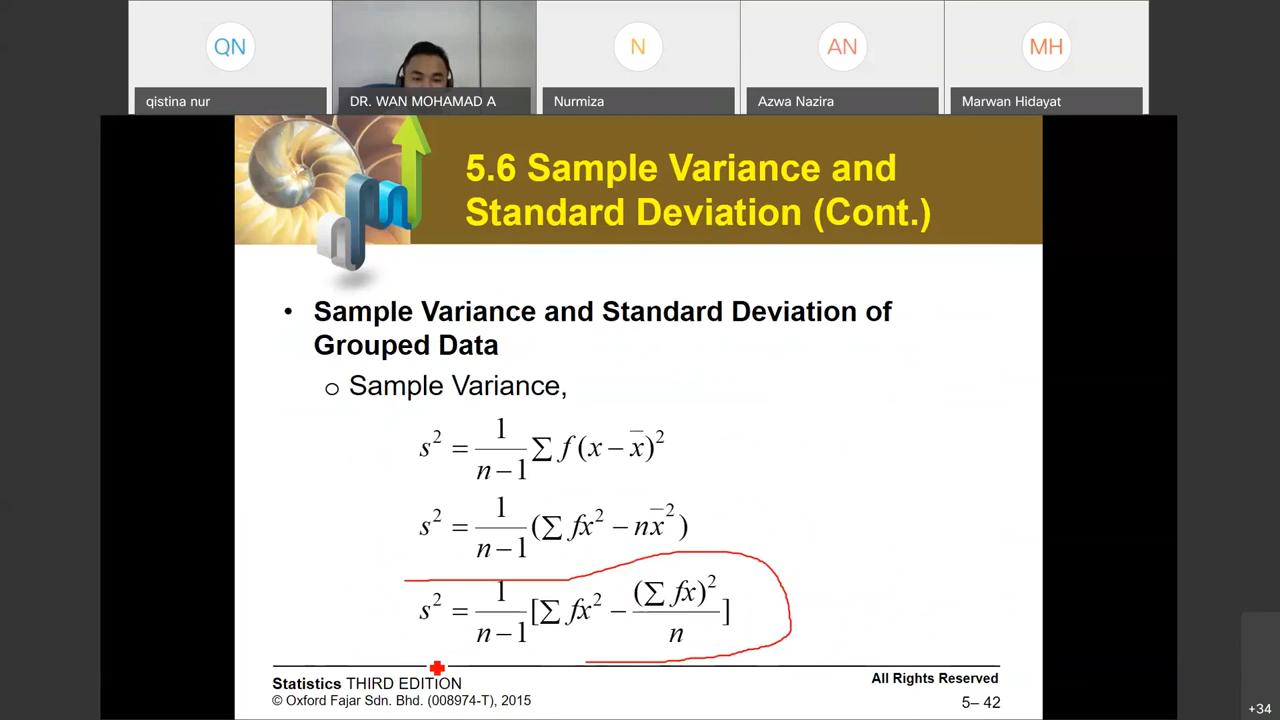 QN
N
AN
MH
qistina nur
DR. WAN MOHAMAD A
Nurmiza
Azwa Nazira
Marwan Hidayat
5.6 Sample Variance and
Standard Deviation (Cont.)
• Sample Variance and Standard Deviation of
Grouped Data
o Sample Variance,
s² = 1/(n − 1) ∑ f(x − x̄)²
s² = 1/(n − 1) (∑ fx² − nx̄²)
s² = 1/(n − 1) [∑ fx² − (∑ fx)²/n]
Statistics THIRD EDITION
All Rights Reserved
© Oxford Fajar Sdn. Bhd. (008974-T), 2015
5– 42
+34